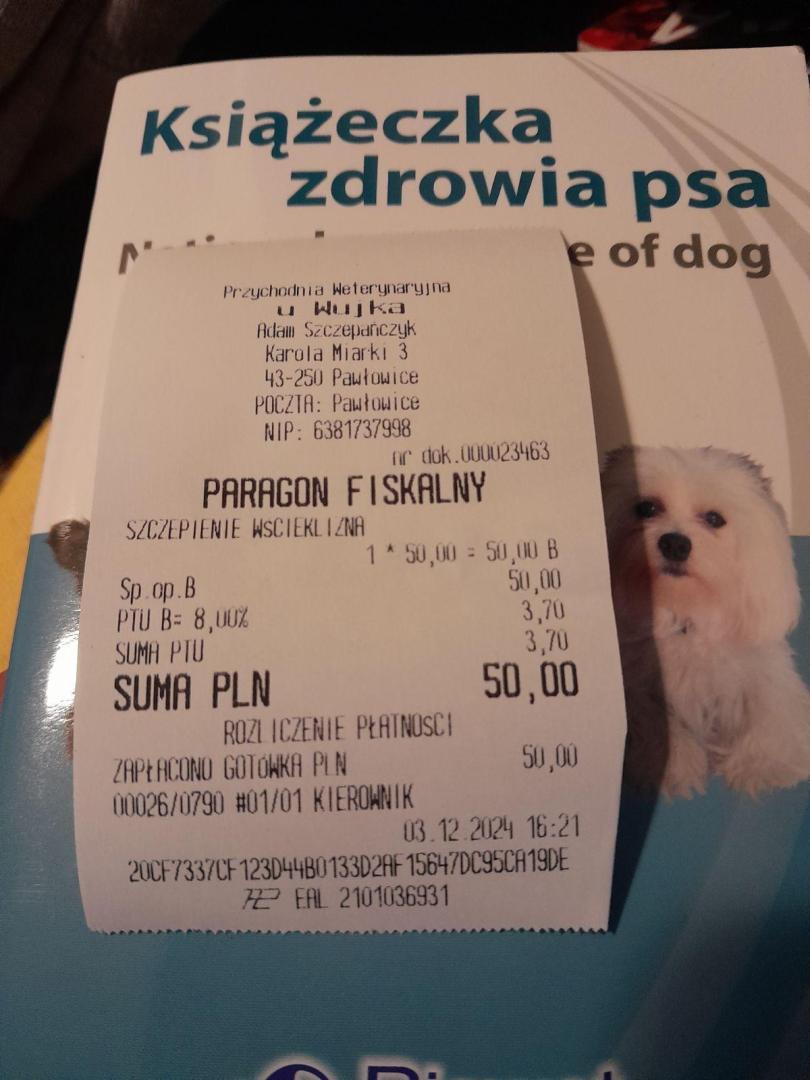 Książeczka
zdrowia psa
e of dog
Przychodnia Weterynaryjna
u Wujka
Adam Szczepańczyk
Karola Miarki 3
43-250 Pawłowice
POCZTA: Pawłowice
NIP: 6381737998
nr dok.000023463
PARAGON FISKALNY
SZCZEPIENIE WSCIEKLIZNA
1 * 50,00 = 50,00 B
Sp.op.B 50,00
PTU B= 8,00% 3,70
SUMA PTU 3,70
SUMA PLN 50,00
ROZLICZENIE PŁATNOSCI
ZAPŁACONO GOTÓWKA PLN 50,00
00026/0790 #01/01 KIEROWNIK
03.12.2024 16:21
20CF7337CF123D44B0133D2AF15647DC95CA19DE
EAL 2101036931